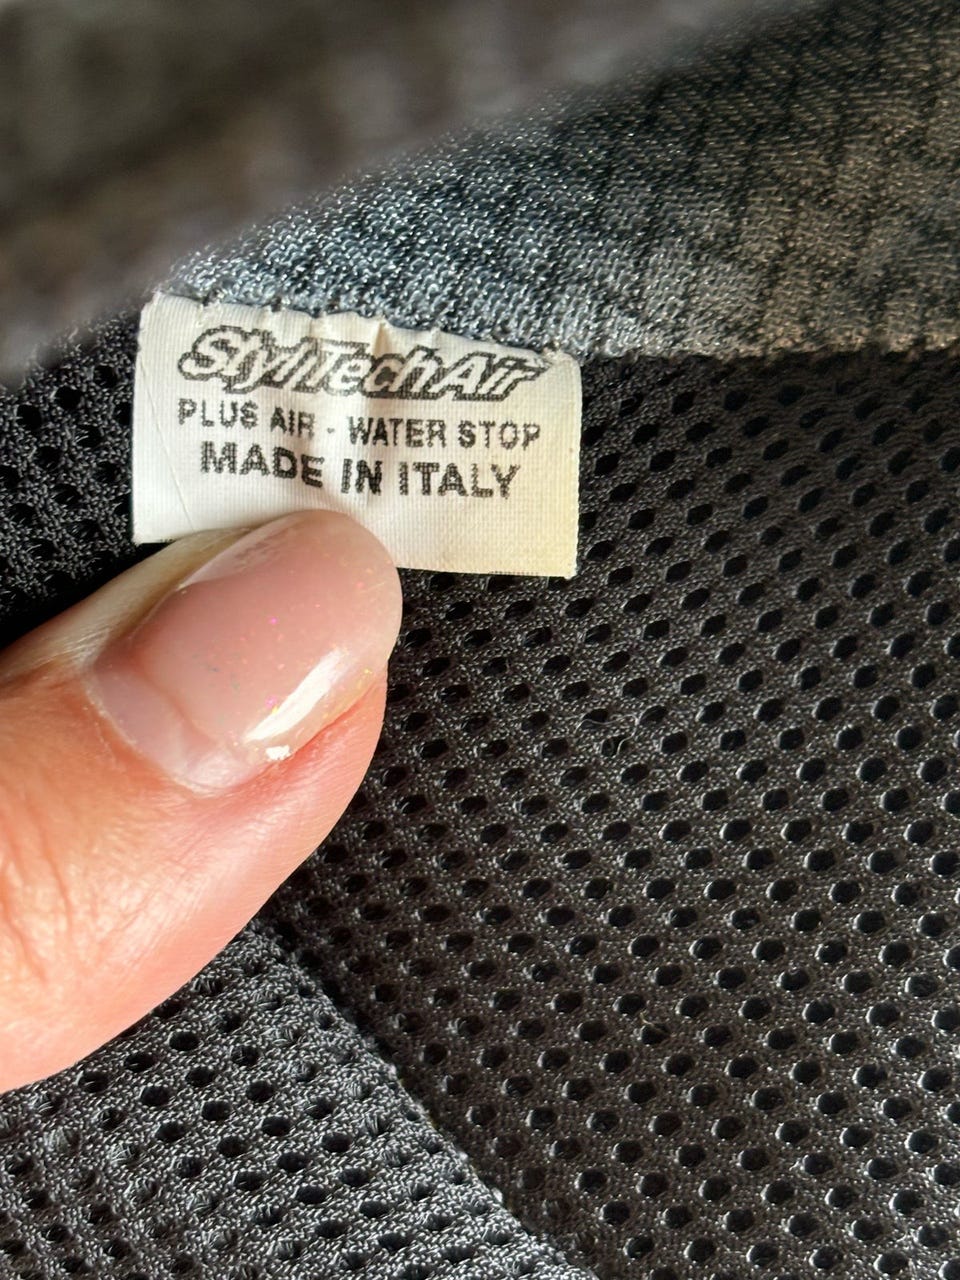 StylTechAir
PLUS AIR - WATER STOP
MADE IN ITALY